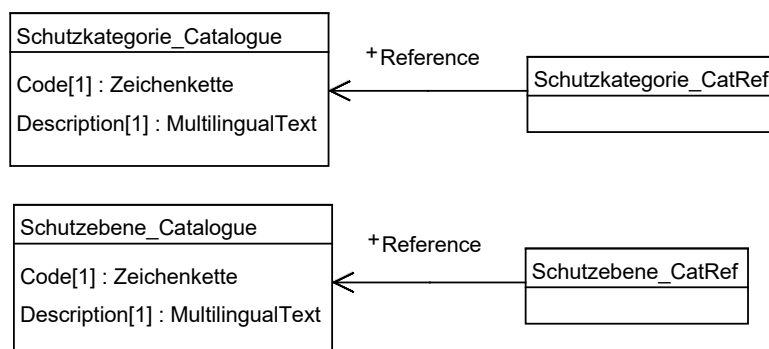 Schutzkategorie_Catalogue
Code[1] : Zeichenkette
Description[1] : MultilingualText
+Reference
Schutzkategorie_CatRef
Schutzebene_Catalogue
Code[1] : Zeichenkette
Description[1] : MultilingualText
+Reference
Schutzebene_CatRef